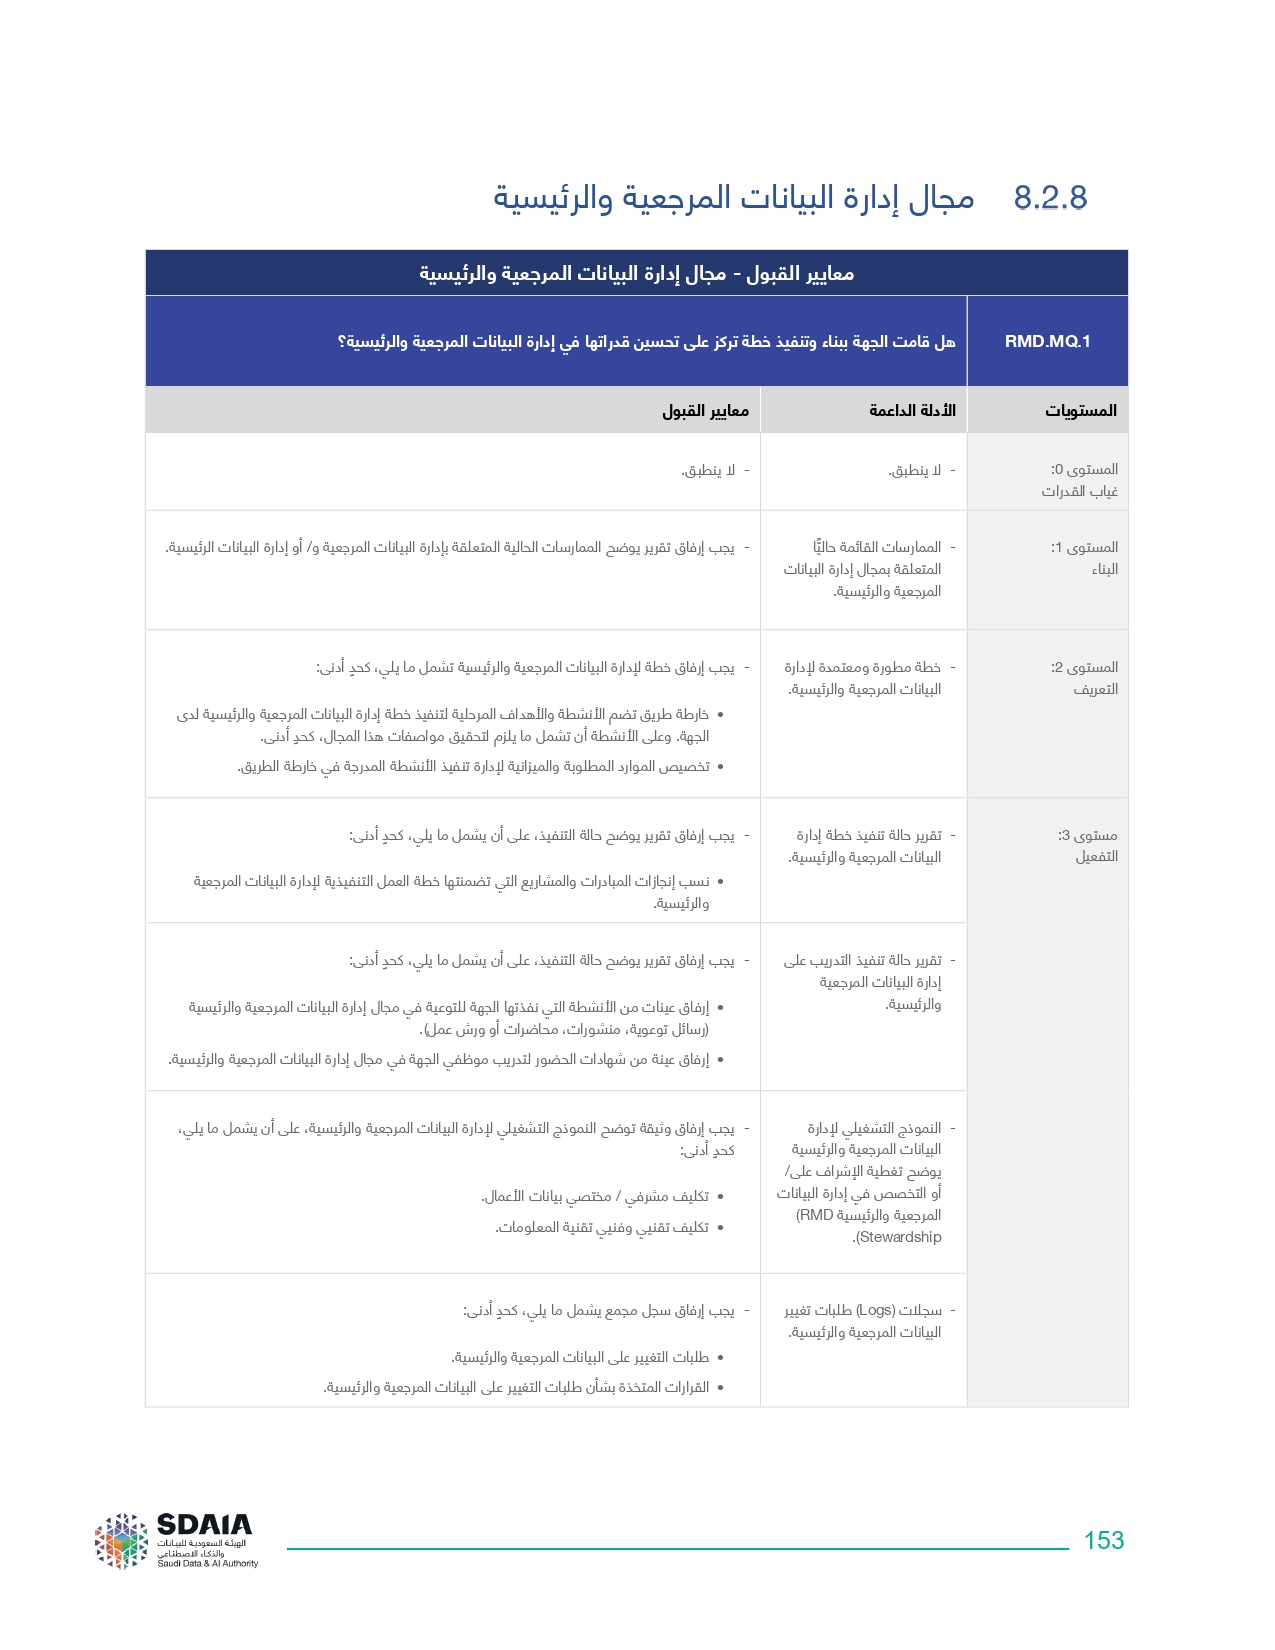 8.2.8 مجال إدارة البيانات المرجعية والرئيسية
معايير القبول - مجال إدارة البيانات المرجعية والرئيسية
RMD.MQ.1
هل قامت الجهة ببناء وتنفيذ خطة تركز على تحسين قدراتها في إدارة البيانات المرجعية والرئيسية؟
المستويات
الأدلة الداعمة
معايير القبول
المستوى 0:
غياب القدرات
- لا ينطبق.
- لا ينطبق.
المستوى 1:
البناء
- الممارسات القائمة حاليًّا
المتعلقة بمجال إدارة البيانات
المرجعية والرئيسية.
- يجب إرفاق تقرير يوضح الممارسات الحالية المتعلقة بإدارة البيانات المرجعية و/ أو إدارة البيانات الرئيسية.
المستوى 2:
التعريف
- خطة مطورة ومعتمدة لإدارة
البيانات المرجعية والرئيسية.
- يجب إرفاق خطة لإدارة البيانات المرجعية والرئيسية تشمل ما يلي، كحدٍ أدنى:
• خارطة طريق تضم الأنشطة والأهداف المرحلية لتنفيذ خطة إدارة البيانات المرجعية والرئيسية لدى
الجهة. وعلى الأنشطة أن تشمل ما يلزم لتحقيق مواصفات هذا المجال، كحدٍ أدنى.
• تخصيص الموارد المطلوبة والميزانية لإدارة تنفيذ الأنشطة المدرجة في خارطة الطريق.
مستوى 3:
التفعيل
- تقرير حالة تنفيذ خطة إدارة
البيانات المرجعية والرئيسية.
- يجب إرفاق تقرير يوضح حالة التنفيذ، على أن يشمل ما يلي، كحدٍ أدنى:
• نسب إنجازات المبادرات والمشاريع التي تضمنتها خطة العمل التنفيذية لإدارة البيانات المرجعية
والرئيسية.
- تقرير حالة تنفيذ التدريب على
إدارة البيانات المرجعية
والرئيسية.
- يجب إرفاق تقرير يوضح حالة التنفيذ، على أن يشمل ما يلي، كحدٍ أدنى:
• إرفاق عينات من الأنشطة التي نفذتها الجهة للتوعية في مجال إدارة البيانات المرجعية والرئيسية
(رسائل توعوية، منشورات، محاضرات أو ورش عمل).
• إرفاق عينة من شهادات الحضور لتدريب موظفي الجهة في مجال إدارة البيانات المرجعية والرئيسية.
- النموذج التشغيلي لإدارة
البيانات المرجعية والرئيسية
يوضح تغطية الإشراف على/
أو التخصص في إدارة البيانات
المرجعية والرئيسية RMD)
Stewardship).
- يجب إرفاق وثيقة توضح النموذج التشغيلي لإدارة البيانات المرجعية والرئيسية، على أن يشمل ما يلي،
كحدٍ أدنى:
• تكليف مشرفي / مختصي بيانات الأعمال.
• تكليف تقنيي وفنيي تقنية المعلومات.
- سجلات (Logs) طلبات تغيير
البيانات المرجعية والرئيسية.
- يجب إرفاق سجل مجمع يشمل ما يلي، كحدٍ أدنى:
• طلبات التغيير على البيانات المرجعية والرئيسية.
• القرارات المتخذة بشأن طلبات التغيير على البيانات المرجعية والرئيسية.
SDAIA
الهيئة السعودية للبيانات
والذكاء الاصطناعي
Saudi Data & AI Authority
153